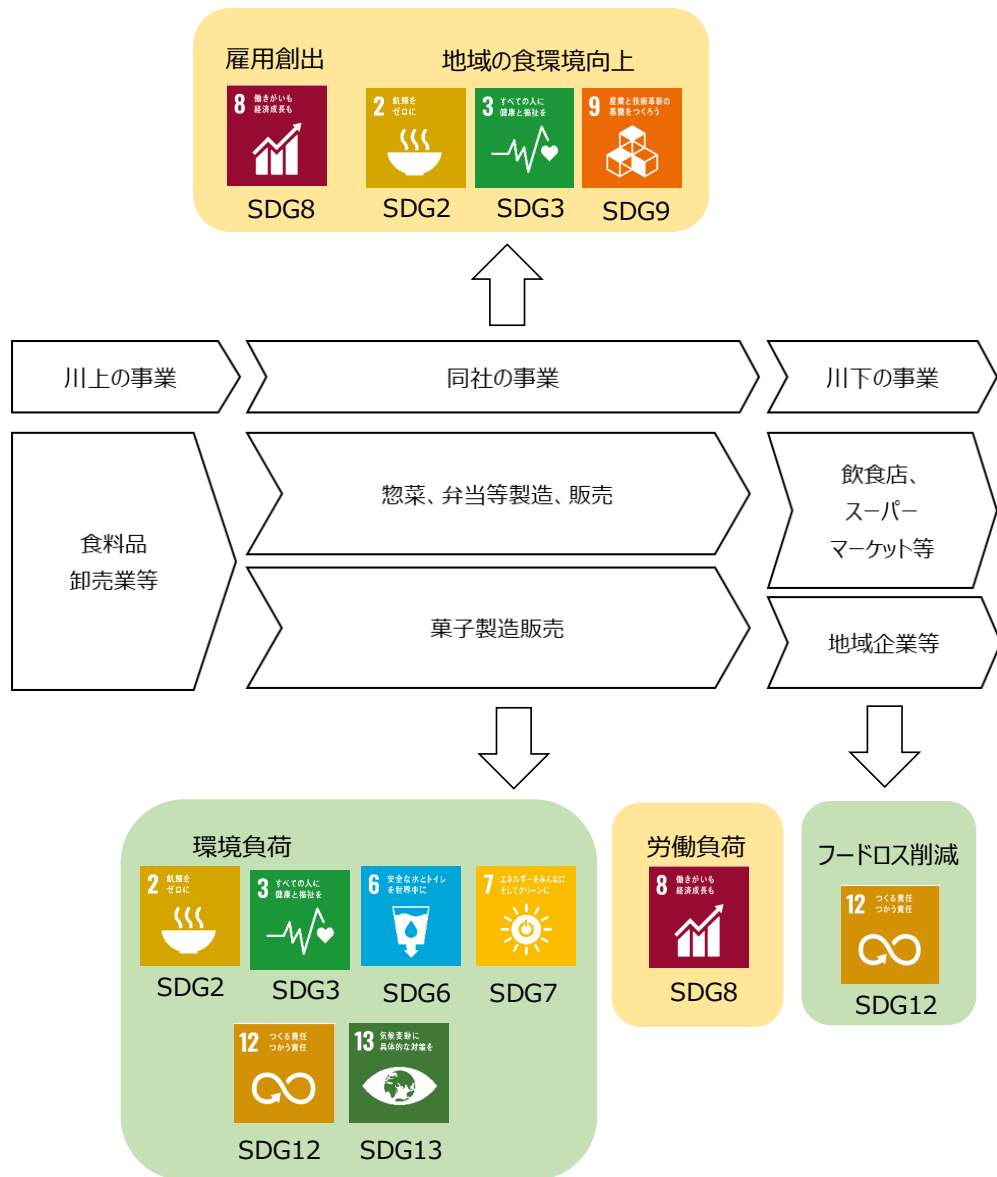 雇用創出
地域の食環境向上
8 働きがいも
経済成長も
2 飢餓を
ゼロに
3 すべての人に
健康と福祉を
9 産業と技術革新の
基盤をつくろう
SDG8
SDG2
SDG3
SDG9
川上の事業
同社の事業
川下の事業
食料品
卸売業等
惣菜、弁当等製造、販売
菓子製造販売
飲食店、
スーパー
マーケット等
地域企業等
環境負荷
2 飢餓を
ゼロに
3 すべての人に
健康と福祉を
6 安全な水とトイレ
を世界中に
7 エネルギーをみんなに
そしてクリーンに
SDG2
SDG3
SDG6
SDG7
12 つくる責任
つかう責任
13 気候変動に
具体的な対策を
SDG12
SDG13
労働負荷
8 働きがいも
経済成長も
SDG8
フードロス削減
12 つくる責任
つかう責任
SDG12